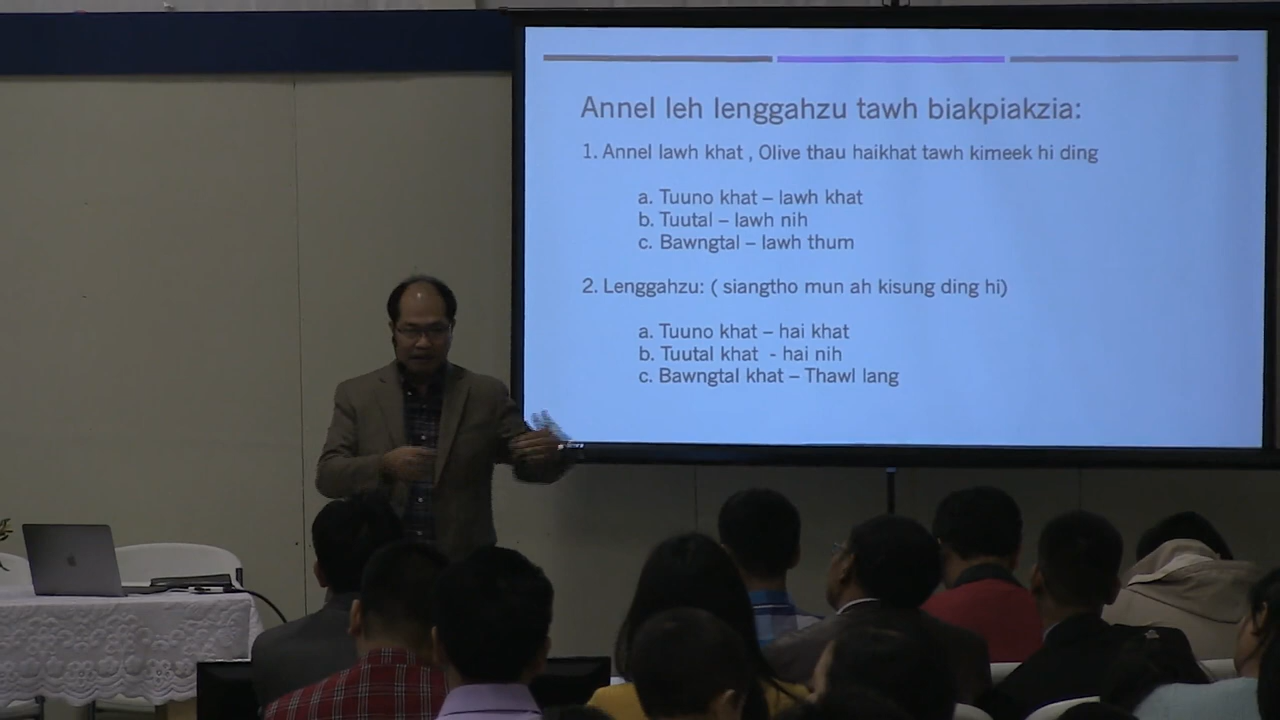 Annel leh lenggahzu tawh biakpiakzia:
1. Annel lawh khat , Olive thau haikhat tawh kimeek hi ding
a. Tuuno khat – lawh khat
b. Tuutal – lawh nih
c. Bawngtal – lawh thum
2. Lenggahzu: ( siangtho mun ah kisung ding hi)
a. Tuuno khat – hai khat
b. Tuutal khat - hai nih
c. Bawngtal khat – Thawl lang